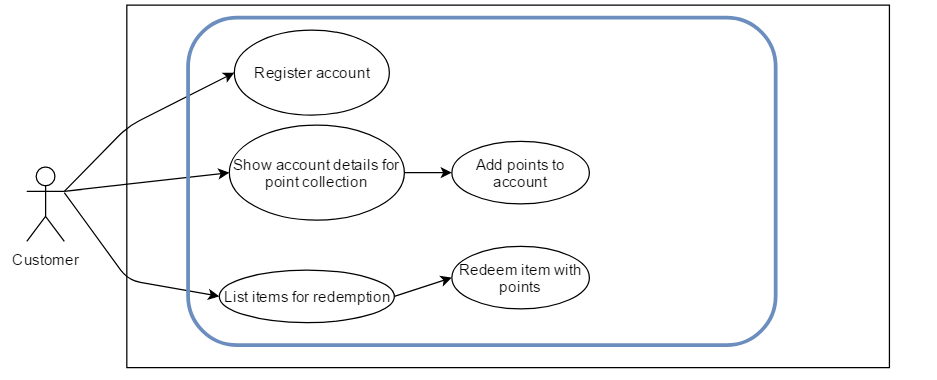 Register account
Show account details for
point collection
Add points to
account
Customer
Redeem item with
points
List items for redemption